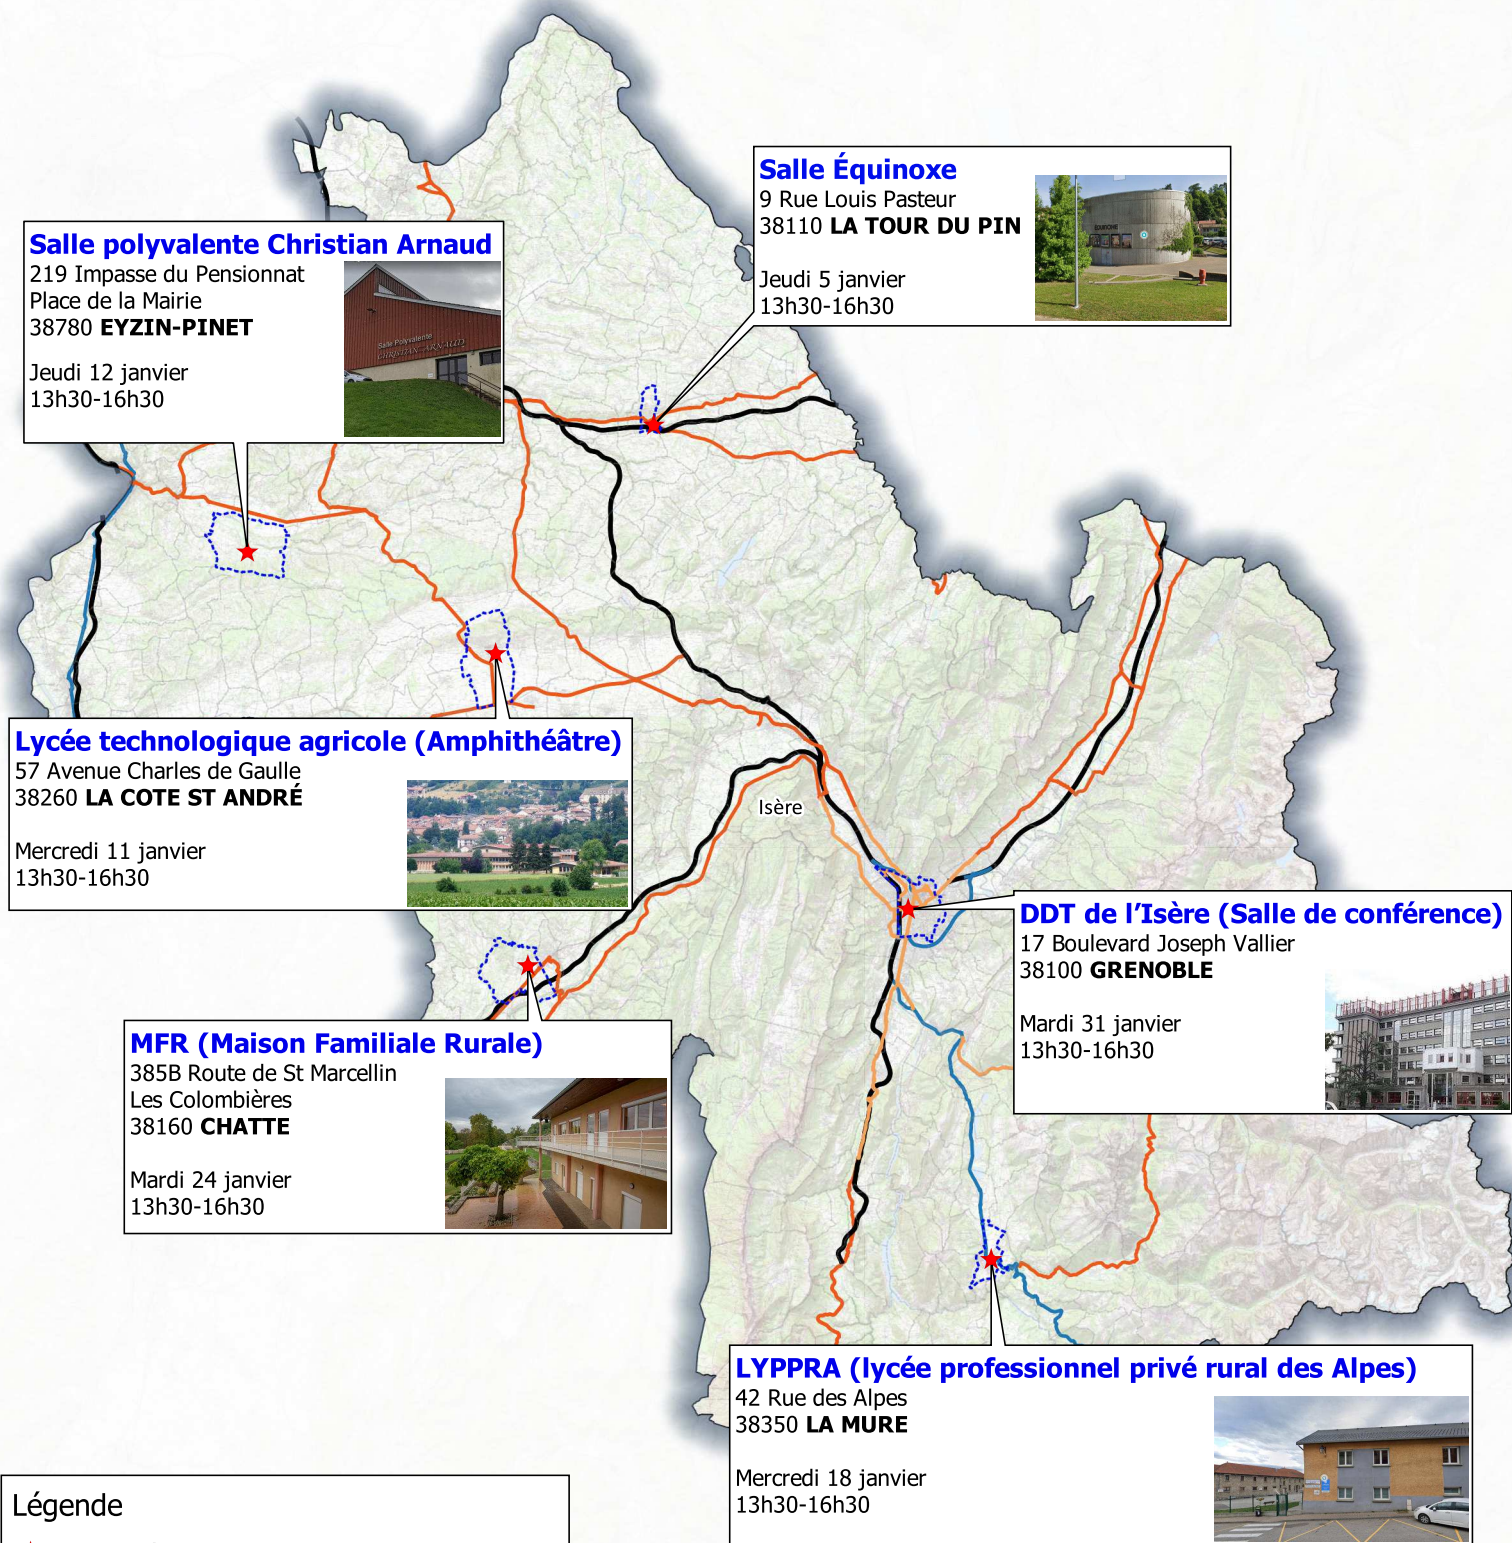 Salle Équinoxe
9 Rue Louis Pasteur
38110 LA TOUR DU PIN
Jeudi 5 janvier
13h30-16h30
Salle polyvalente Christian Arnaud
219 Impasse du Pensionnat
Place de la Mairie
38780 EYZIN-PINET
Jeudi 12 janvier
13h30-16h30
Salle Polyvalente
CHRISTIAN ARNAUD
Lycée technologique agricole (Amphithéâtre)
57 Avenue Charles de Gaulle
38260 LA COTE ST ANDRÉ
Mercredi 11 janvier
13h30-16h30
Isère
DDT de l'Isère (Salle de conférence)
17 Boulevard Joseph Vallier
38100 GRENOBLE
Mardi 31 janvier
13h30-16h30
MFR (Maison Familiale Rurale)
385B Route de St Marcellin
Les Colombières
38160 CHATTE
Mardi 24 janvier
13h30-16h30
LYPPRA (lycée professionnel privé rural des Alpes)
42 Rue des Alpes
38350 LA MURE
Mercredi 18 janvier
13h30-16h30
Légende